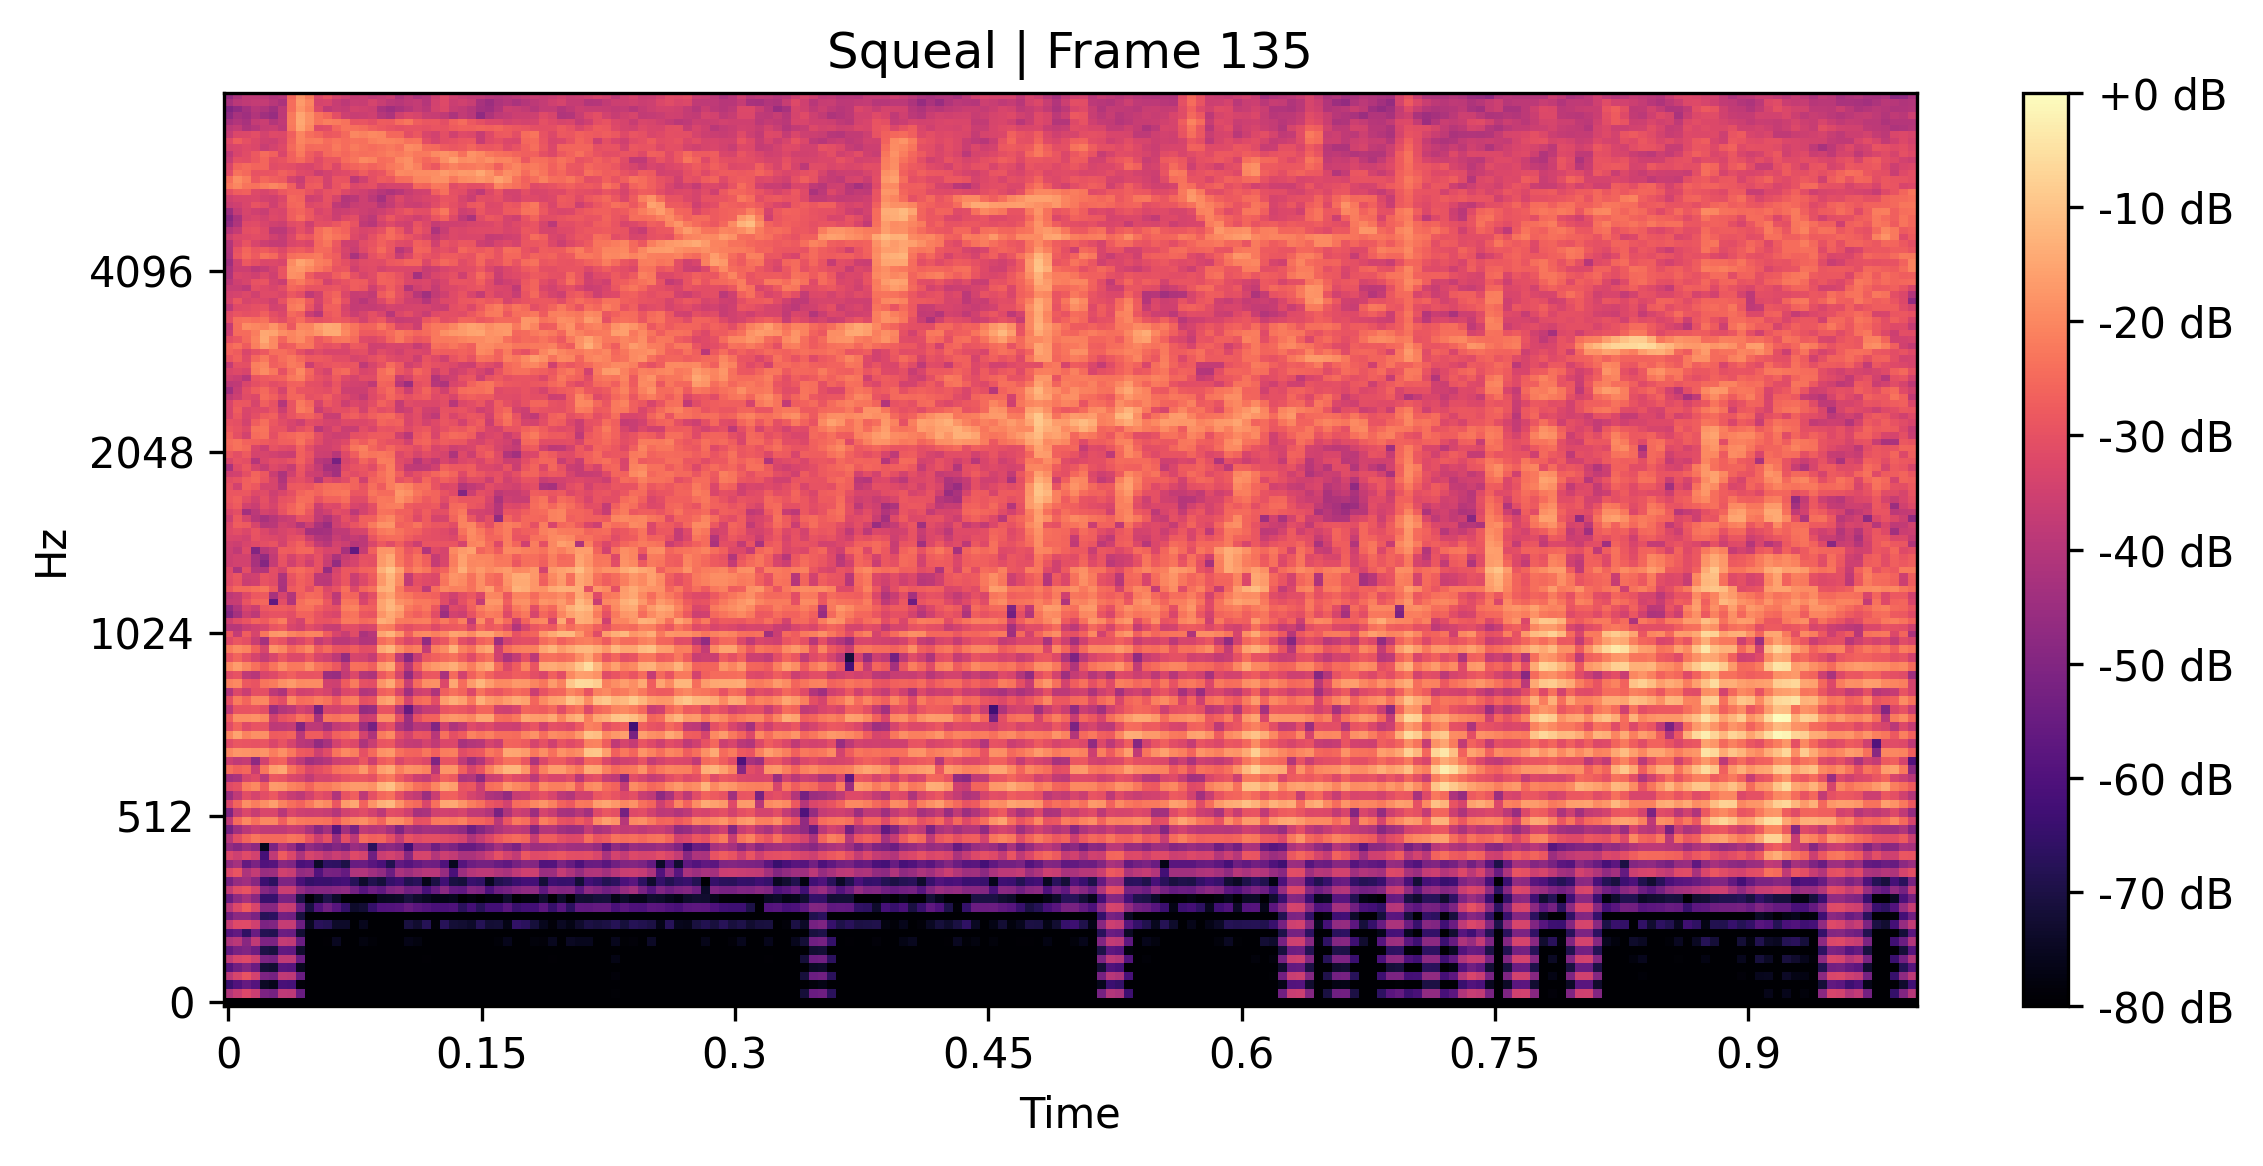 Squeal | Frame 135
+0 dB
-10 dB
-20 dB
-30 dB
-40 dB
-50 dB
-60 dB
-70 dB
-80 dB
Hz
4096
2048
1024
512
0
0 0.15 0.3 0.45 0.6 0.75 0.9
Time